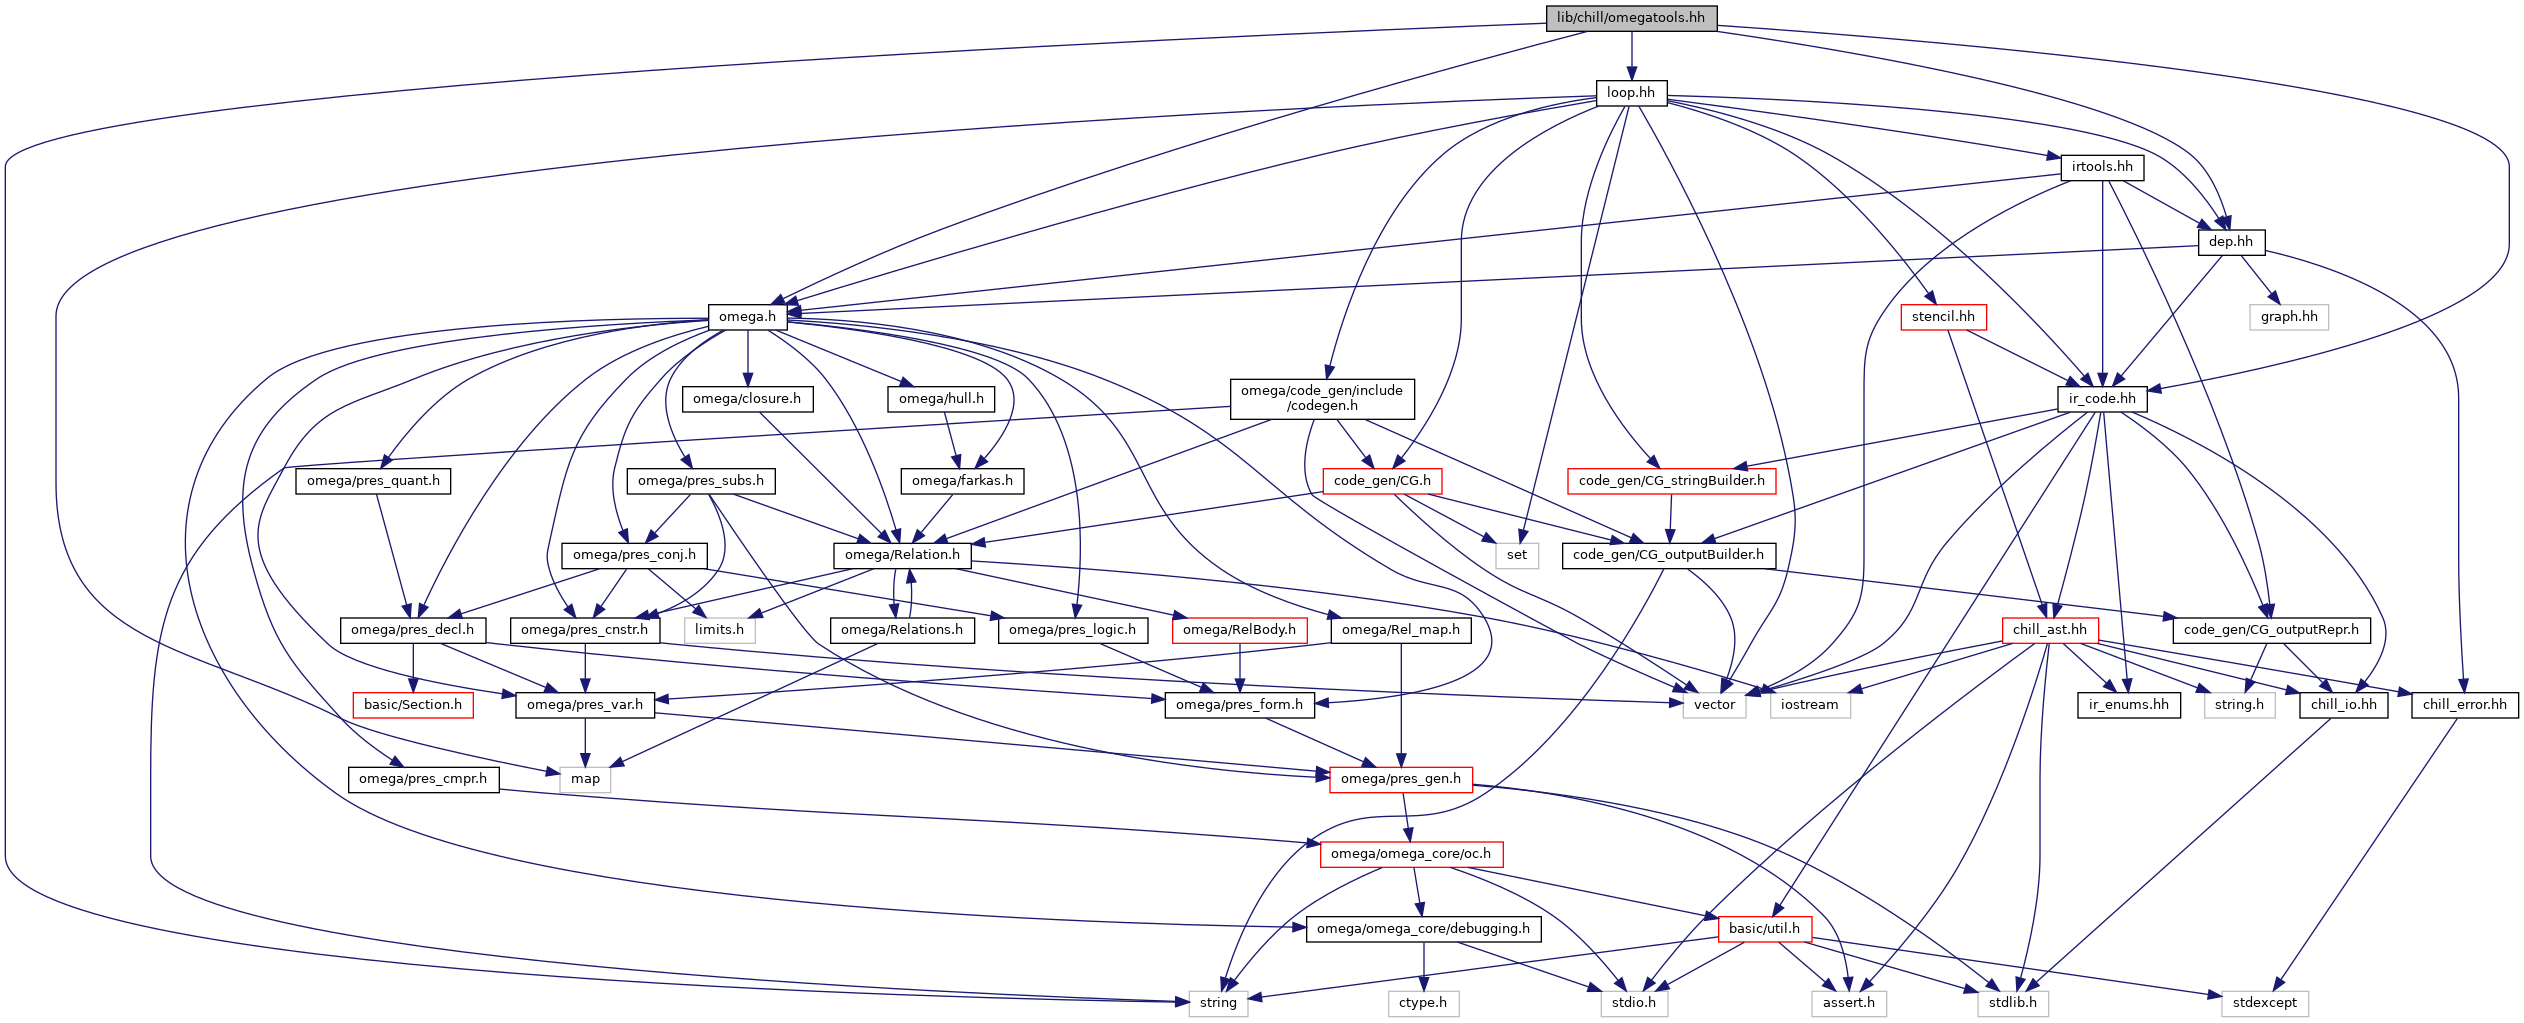 lib/chill/omegatools.hh
loop.hh
irtools.hh
dep.hh
omega.h
stencil.hh
graph.hh
omega/closure.h
omega/hull.h
omega/code_gen/include
/codegen.h
ir_code.hh
omega/pres_quant.h
omega/pres_subs.h
omega/farkas.h
code_gen/CG.h
code_gen/CG_stringBuilder.h
omega/pres_conj.h
omega/Relation.h
set
code_gen/CG_outputBuilder.h
omega/pres_decl.h
omega/pres_cnstr.h
limits.h
omega/Relations.h
omega/pres_logic.h
omega/RelBody.h
omega/Rel_map.h
chill_ast.hh
code_gen/CG_outputRepr.h
basic/Section.h
omega/pres_var.h
omega/pres_form.h
vector
iostream
ir_enums.hh
string.h
chill_io.hh
chill_error.hh
omega/pres_cmpr.h
map
omega/pres_gen.h
omega/omega_core/oc.h
omega/omega_core/debugging.h
basic/util.h
string
ctype.h
stdio.h
assert.h
stdlib.h
stdexcept